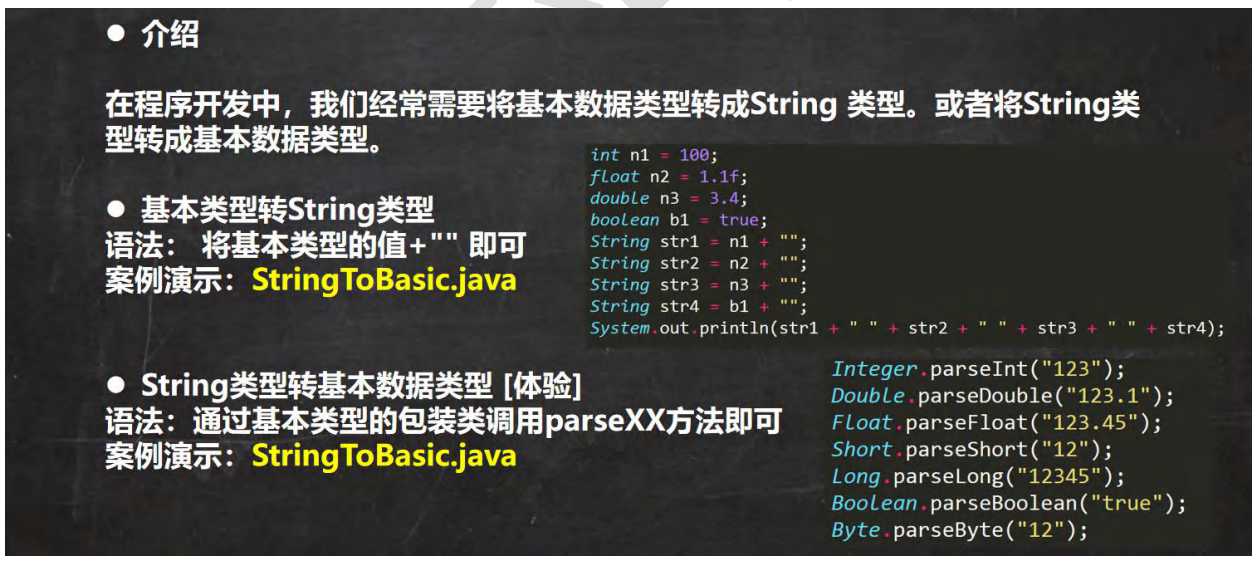 ● 介绍
在程序开发中，我们经常需要将基本数据类型转成String 类型。或者将String类
型转成基本数据类型。
● 基本类型转String类型
语法： 将基本类型的值+"" 即可
案例演示：StringToBasic.java
int n1 = 100;
float n2 = 1.1f;
double n3 = 3.4;
boolean b1 = true;
String str1 = n1 + "";
String str2 = n2 + "";
String str3 = n3 + "";
String str4 = b1 + "";
System.out.println(str1 + " " + str2 + " " + str3 + " " + str4);
● String类型转基本数据类型 [体验]
语法：通过基本类型的包装类调用parseXX方法即可
案例演示：StringToBasic.java
Integer.parseInt("123");
Double.parseDouble("123.1");
Float.parseFloat("123.45");
Short.parseShort("12");
Long.parseLong("12345");
Boolean.parseBoolean("true");
Byte.parseByte("12");